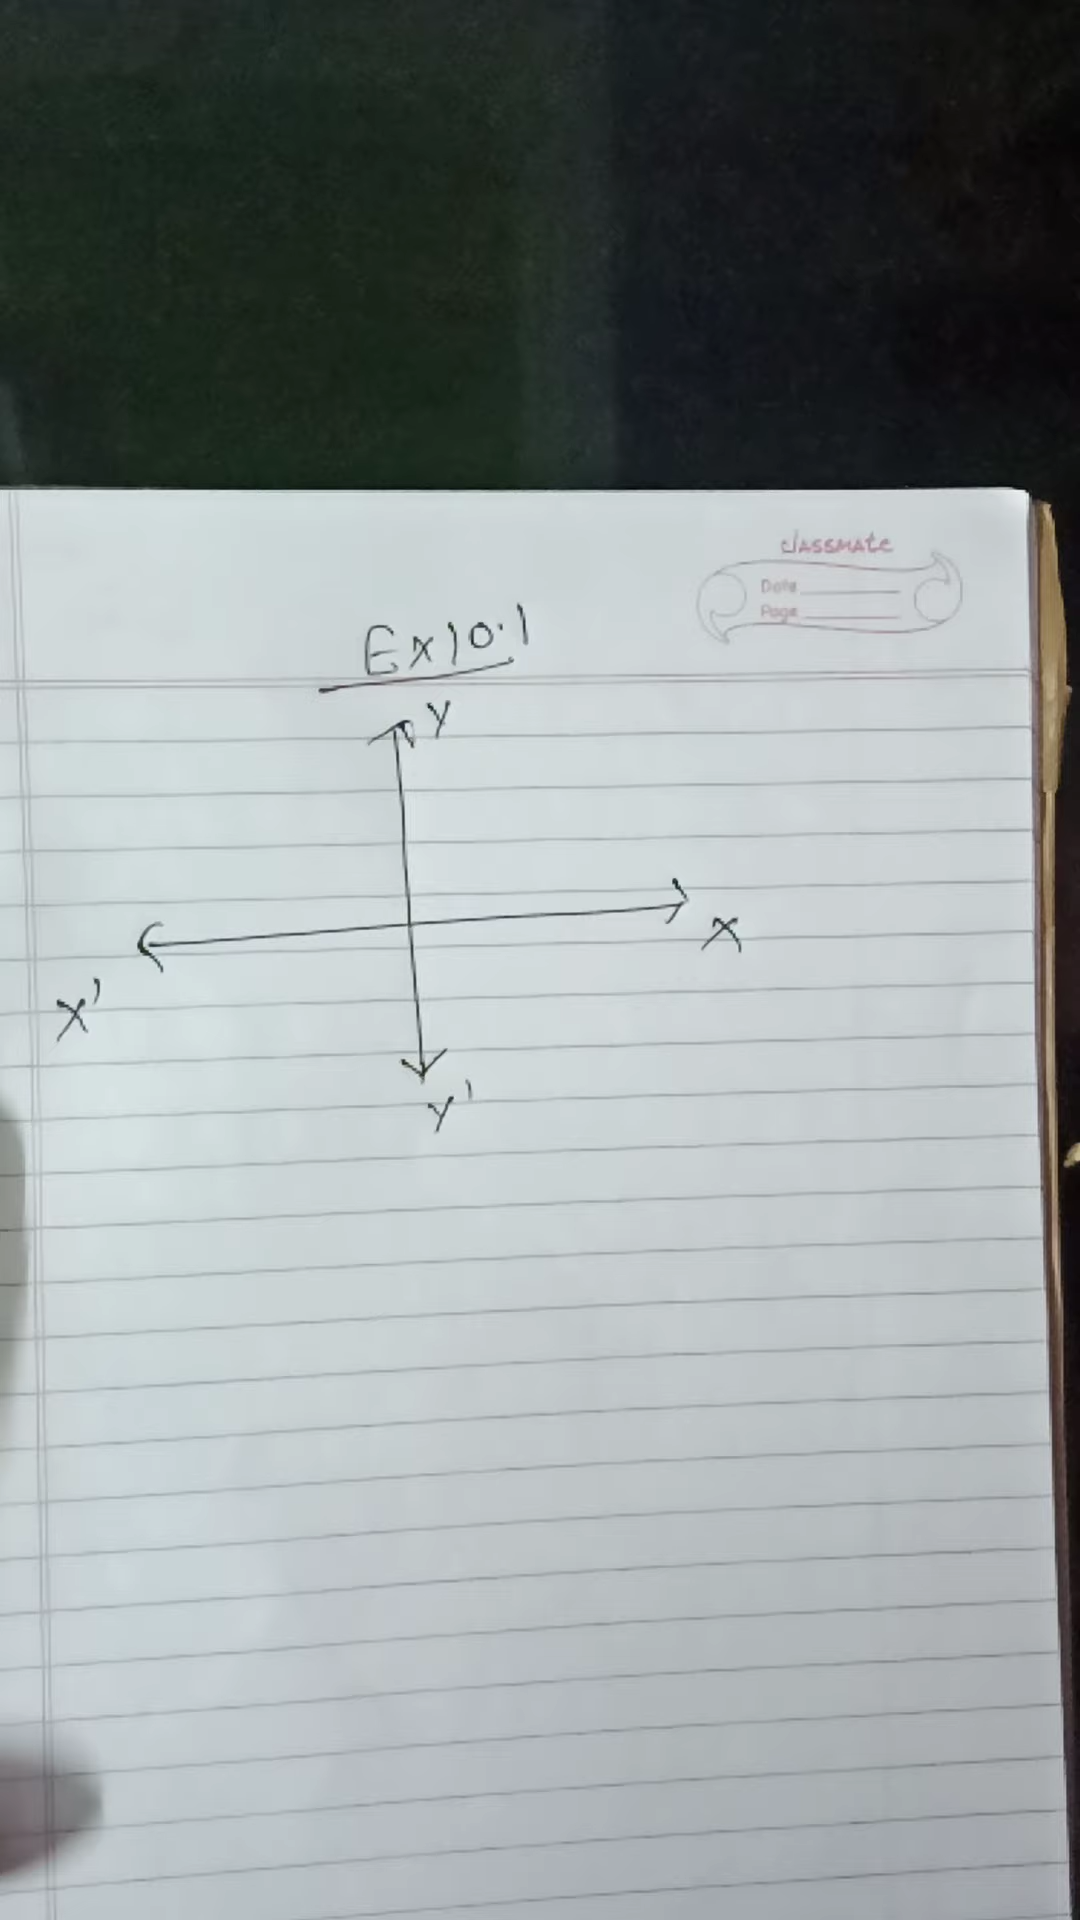 classmate
Date
Page
Ex 10.1
Y
X
X'
Y'